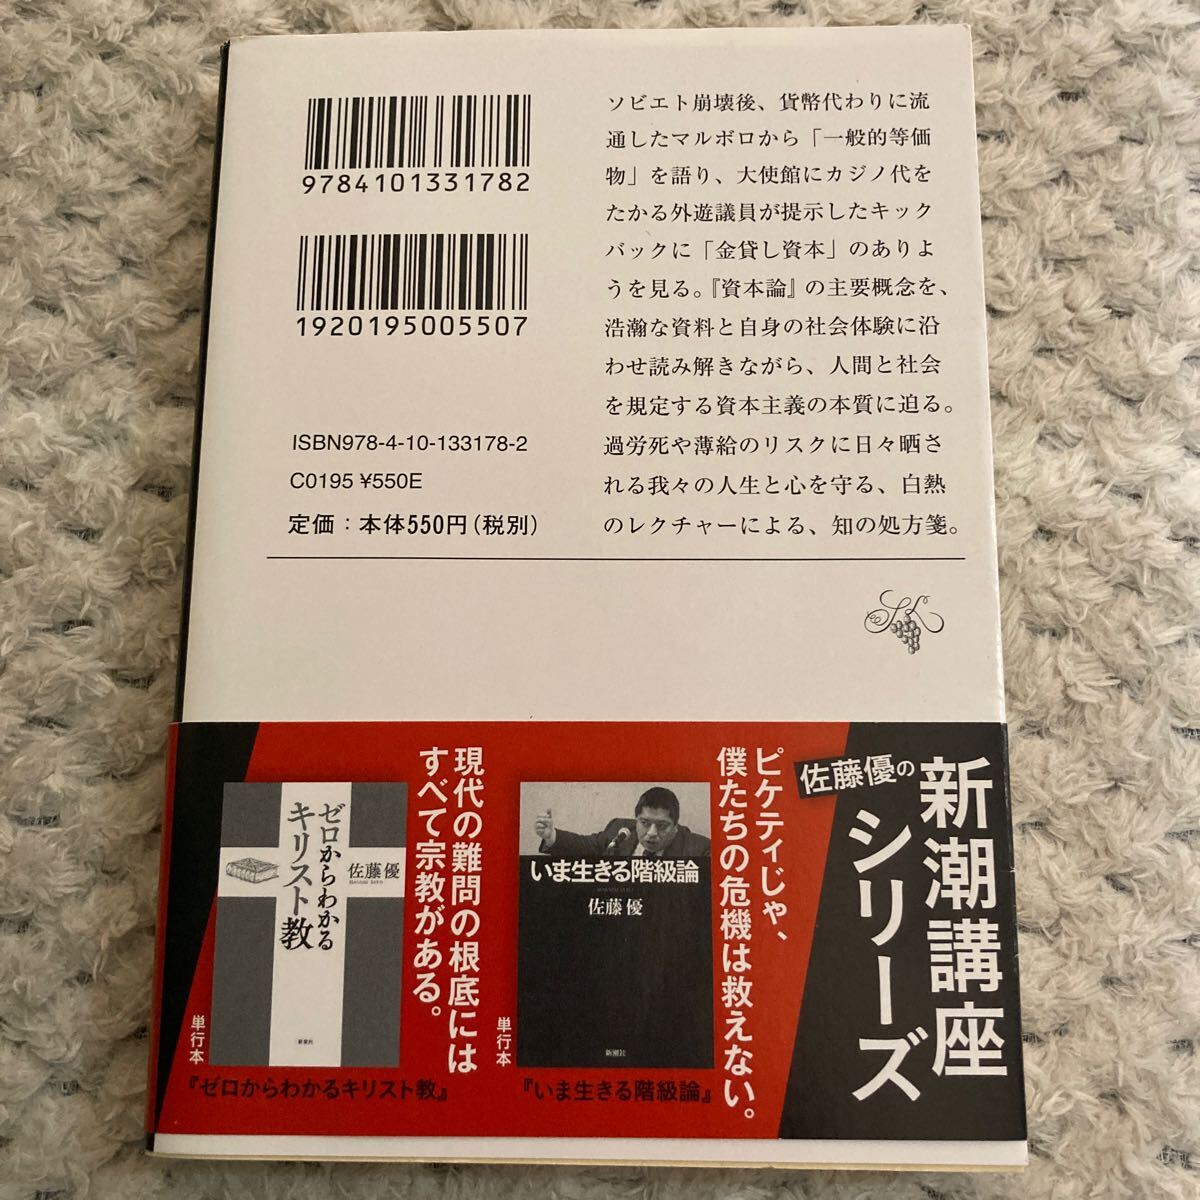 9784101331782
1920195005507
ISBN978-4-10-133178-2
C0195 ¥550E
定価：本体550円（税別）
ソビエト崩壊後、貨幣代わりに流
通したマルボロから「一般的等価
物」を語り、大使館にカジノ代を
たかる外遊議員が提示したキック
バックに「金貸し資本」のありよ
うを見る。『資本論』の主要概念を、
浩瀚な資料と自身の社会体験に沿
わせ読み解きながら、人間と社会
を規定する資本主義の本質に迫る。
過労死や薄給のリスクに日々晒さ
れる我々の人生と心を守る、白熱
のレクチャーによる、知の処方箋。
佐藤優の
新潮講座
シリーズ
ピケティじゃ、
僕たちの危機は救えない。
いま生きる階級論
佐藤 優
新潮社
単行本
『いま生きる階級論』
現代の難問の根底には
すべて宗教がある。
ゼロからわかる
キリスト教
佐藤 優
新潮社
単行本
『ゼロからわかるキリスト教』